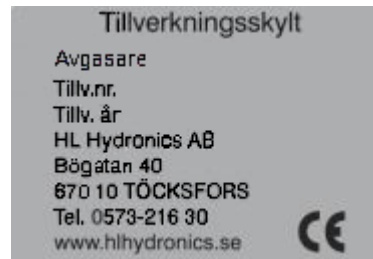 Tillverkningsskylt
Avgasare
Tillv.nr.
Tillv. år
HL Hydronics AB
Bögatan 40
670 10 TÖCKSFORS
Tel. 0573-216 30
www.hlhydronics.se
CE